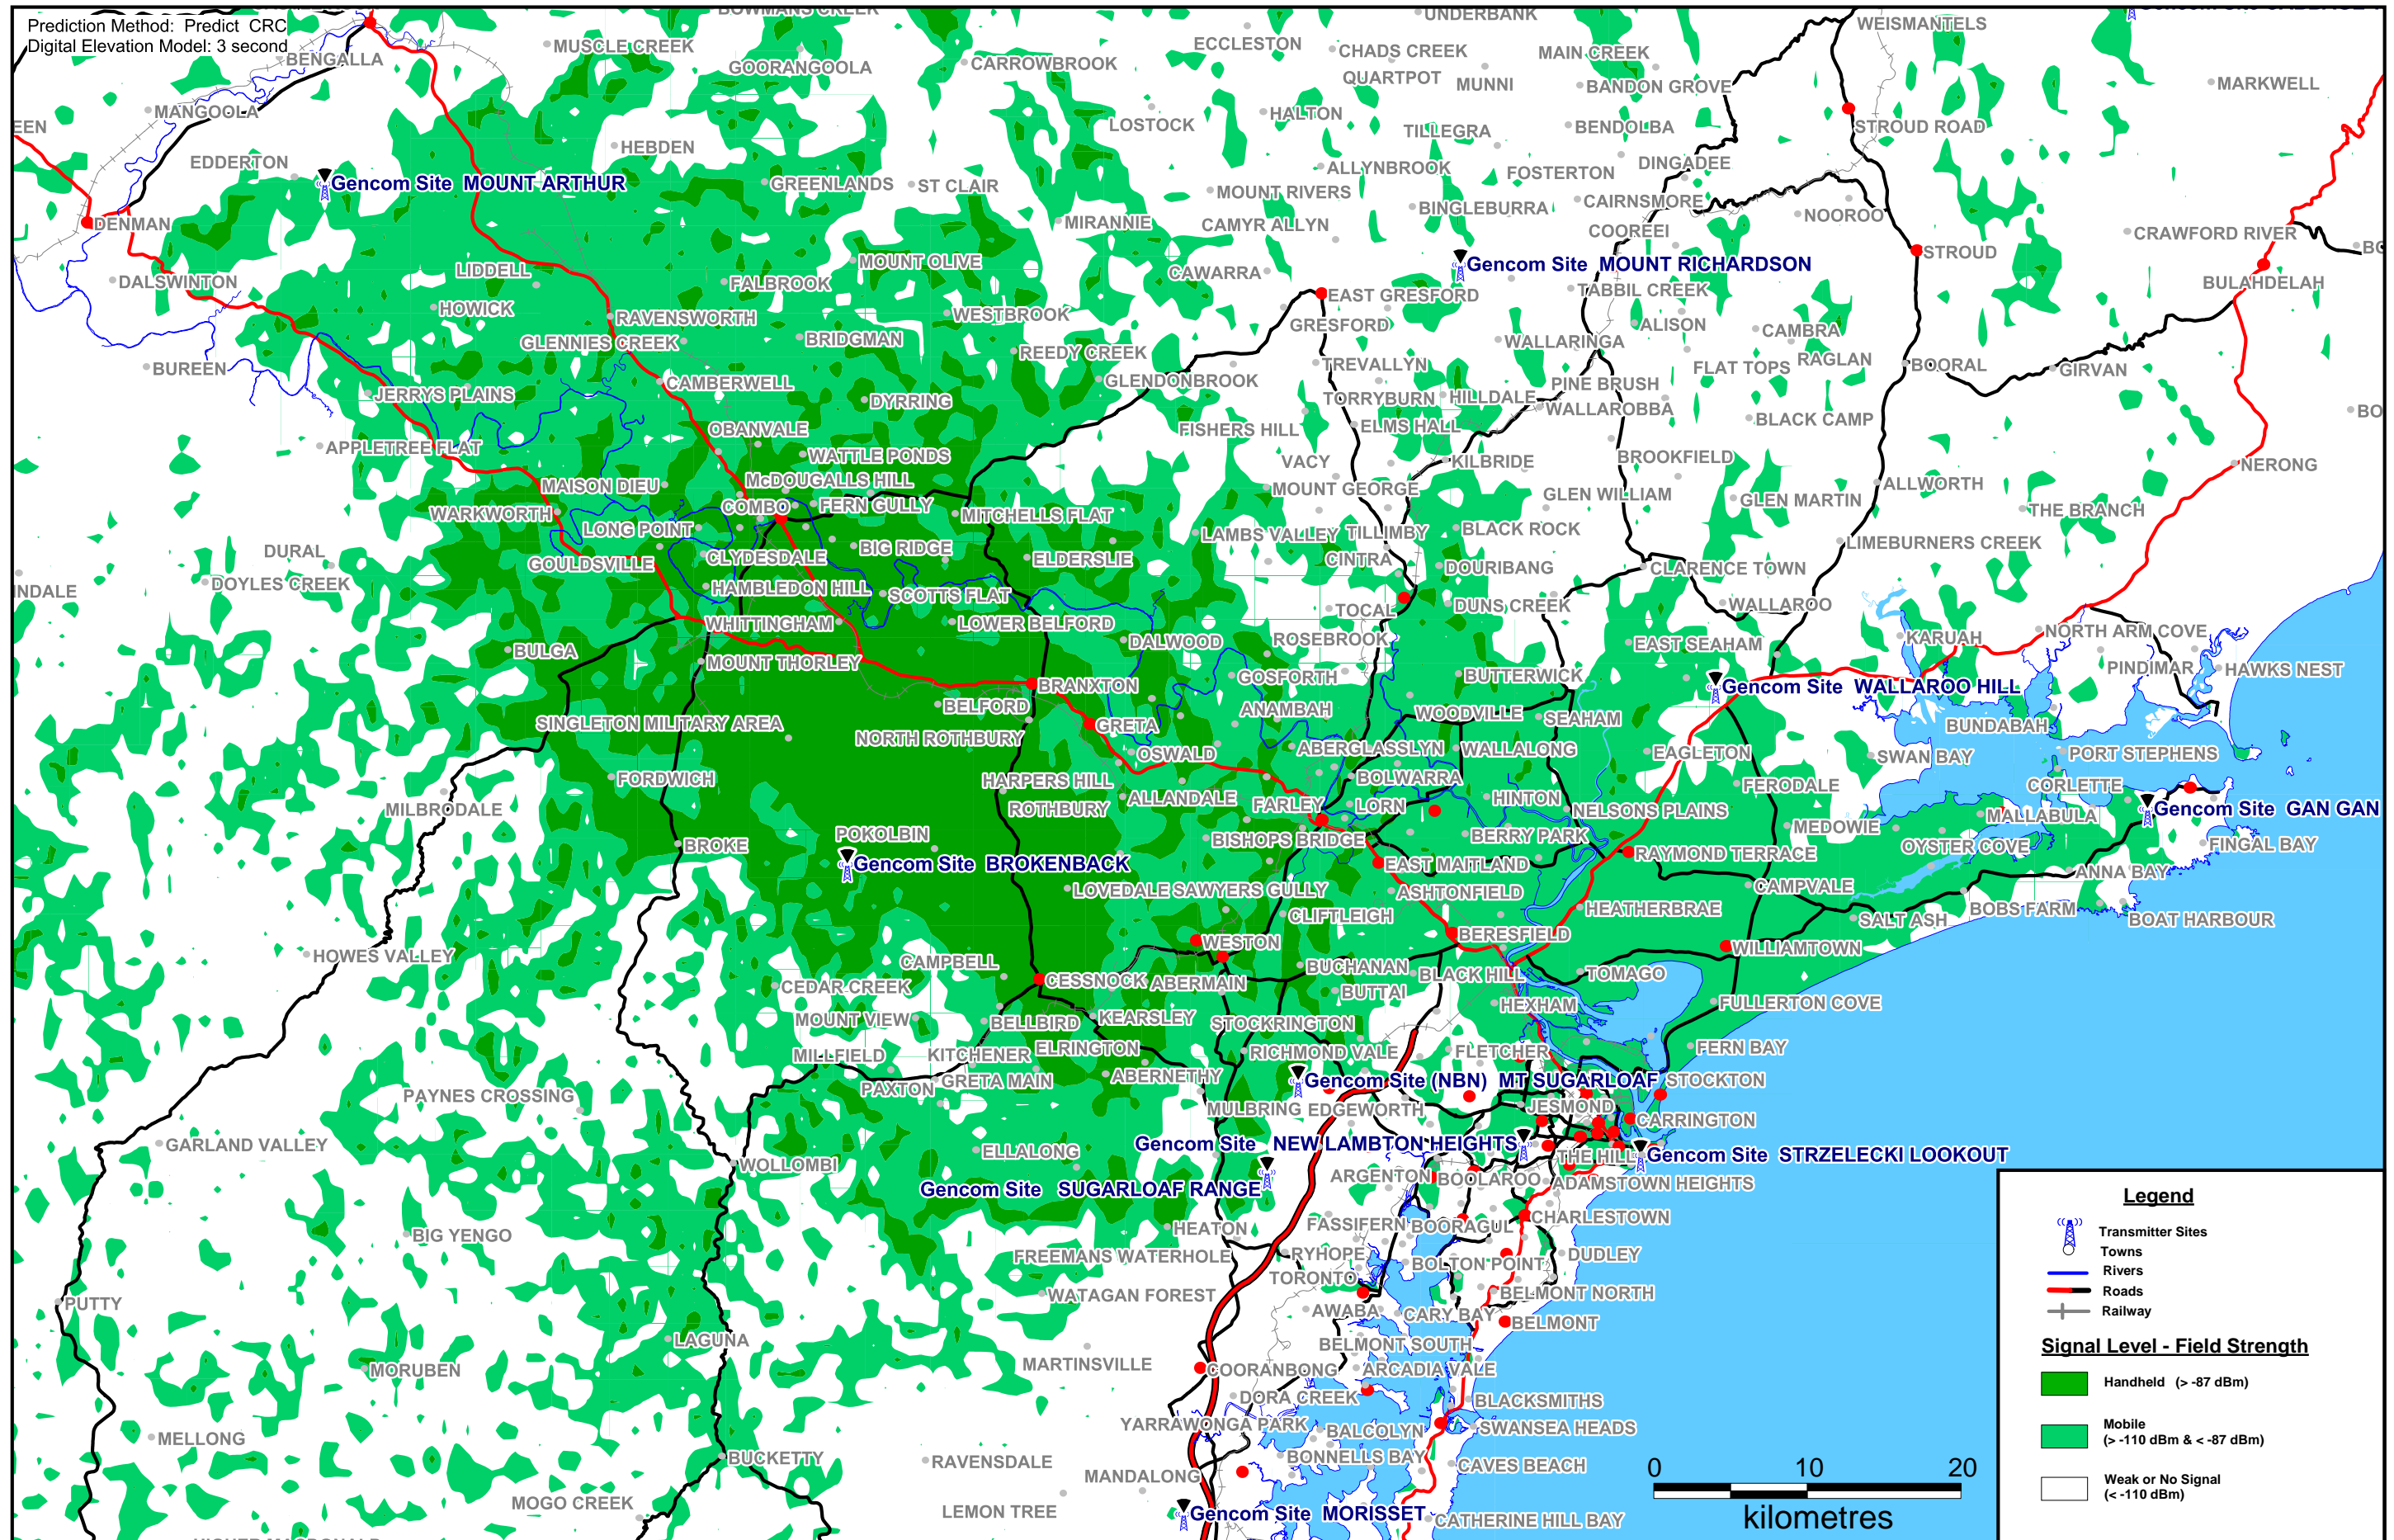 Prediction Method: Predict CRC
Digital Elevation Model: 3 second
BOWMANS CREEK
UNDERBANK
WEISMANTELS
MUSCLE CREEK
ECCLESTON
CHADS CREEK
MAIN CREEK
BENGALLA
GOORANGOOLA
CARROWBROOK
QUARTPOT
MUNNI
BANDON GROVE
MARKWELL
MANGOOLA
HALTON
LOSTOCK
TILLEGRA
BENDOLBA
STROUD ROAD
EEN
HEBDEN
EDDERTON
ALLYNBROOK
FOSTERTON
DINGADEE
Gencom Site MOUNT ARTHUR
GREENLANDS
ST CLAIR
MOUNT RIVERS
BINGLEBURRA
CAIRNSMORE
NOOROO
DENMAN
MIRANNIE
CAMYR ALLYN
COOREEI
CRAWFORD RIVER
BO
STROUD
LIDDELL
MOUNT OLIVE
CAWARRA
Gencom Site MOUNT RICHARDSON
DALSWINTON
FALBROOK
EAST GRESFORD
TABBIL CREEK
BULAHDELAH
HOWICK
RAVENSWORTH
WESTBROOK
GRESFORD
ALISON
CAMBRA
GLENNIES CREEK
BRIDGMAN
REEDY CREEK
WALLARINGA
BUREEN
TREVALLYN
FLAT TOPS
RAGLAN
BOORAL
GIRVAN
CAMBERWELL
GLENDONBROOK
PINE BRUSH
JERRYS PLAINS
DYRRING
TORRYBURN
HILLDALE
WALLAROBBA
BO
OBANVALE
FISHERS HILL
ELMS HALL
BLACK CAMP
APPLETREE FLAT
WATTLE PONDS
VACY
KILBRIDE
BROOKFIELD
NERONG
MAISON DIEU
McDOUGALLS HILL
MOUNT GEORGE
GLEN WILLIAM
GLEN MARTIN
ALLWORTH
COMBO
FERN GULLY
WARKWORTH
MITCHELLS FLAT
THE BRANCH
LONG POINT
LAMBS VALLEY
TILLIMBY
BLACK ROCK
LIMEBURNERS CREEK
DURAL
CLYDESDALE
BIG RIDGE
ELDERSLIE
CINTRA
GOULDSVILLE
DOURIBANG
CLARENCE TOWN
NDALE
DOYLES CREEK
HAMBLEDON HILL
SCOTTS FLAT
TOCAL
DUNS CREEK
WALLAROO
WHITTINGHAM
LOWER BELFORD
DALWOOD
ROSEBROOK
EAST SEAHAM
KARUAH
NORTH ARM COVE
BULGA
MOUNT THORLEY
PINDIMAR
HAWKS NEST
GOSFORTH
BUTTERWICK
BRANXTON
Gencom Site WALLAROO HILL
BELFORD
ANAMBAH
WOODVILLE
SEAHAM
SINGLETON MILITARY AREA
GRETA
BUNDABAH
NORTH ROTHBURY
OSWALD
ABERGLASSLYN
WALLALONG
EAGLETON
SWAN BAY
PORT STEPHENS
FORDWICH
HARPERS HILL
BOLWARRA
FERODALE
CORLETTE
MILBRODALE
ROTHBURY
ALLANDALE
FARLEY
LORN
HINTON
NELSONS PLAINS
MALLABULA
Gencom Site GAN GAN
POKOLBIN
BISHOPS BRIDGE
BERRY PARK
MEDOWIE
BROKE
OYSTER COVE
FINGAL BAY
Gencom Site BROKENBACK
EAST MAITLAND
RAYMOND TERRACE
ANNA BAY
LOVEDALE
SAWYERS GULLY
ASHTONFIELD
CAMPVALE
CLIFTLEIGH
HEATHERBRAE
SALT ASH
BOBS FARM
BOAT HARBOUR
WESTON
BERESFIELD
HOWES VALLEY
CAMPBELL
WILLIAMTOWN
BUCHANAN
BLACK HILL
TOMAGO
CEDAR CREEK
CESSNOCK
ABERMAIN
BUTTAI
HEXHAM
FULLERTON COVE
MOUNT VIEW
BELLBIRD
KEARSLEY
STOCKRINGTON
MILLFIELD
KITCHENER
ELRINGTON
RICHMOND VALE
FLETCHER
FERN BAY
PAXTON
GRETA MAIN
ABERNETHY
Gencom Site (NBN) MT SUGARLOAF
STOCKTON
PAYNES CROSSING
MULBRING
EDGEWORTH
JESMOND
CARRINGTON
GARLAND VALLEY
ELLALONG
Gencom Site NEW LAMBTON HEIGHTS
THE HILL
Gencom Site STRZELECKI LOOKOUT
WOLLOMBI
ARGENTON
BOOLAROO
ADAMSTOWN HEIGHTS
Gencom Site SUGARLOAF RANGE
BIG YENGO
HEATON
FASSIFERN
BOORAGUL
CHARLESTOWN
FREEMANS WATERHOLE
RYHOPE
BOLTON POINT
DUDLEY
TORONTO
PUTTY
WATAGAN FOREST
AWABA
CARY BAY
BELMONT NORTH
BELMONT
LAGUNA
BELMONT SOUTH
MORUBEN
MARTINSVILLE
COORANBONG
ARCADIA VALE
DORA CREEK
BLACKSMITHS
YARRAWONGA PARK
BALCOLYN
SWANSEA HEADS
MELLONG
BUCKETTY
RAVENSDALE
MANDALONG
BONNELLS BAY
CAVES BEACH
MOGO CREEK
LEMON TREE
Gencom Site MORISSET
CATHERINE HILL BAY
0 10 20
kilometres
Legend
Transmitter Sites
Towns
Rivers
Roads
Railway
Signal Level - Field Strength
Handheld (> -87 dBm)
Mobile
(> -110 dBm & < -87 dBm)
Weak or No Signal
(< -110 dBm)